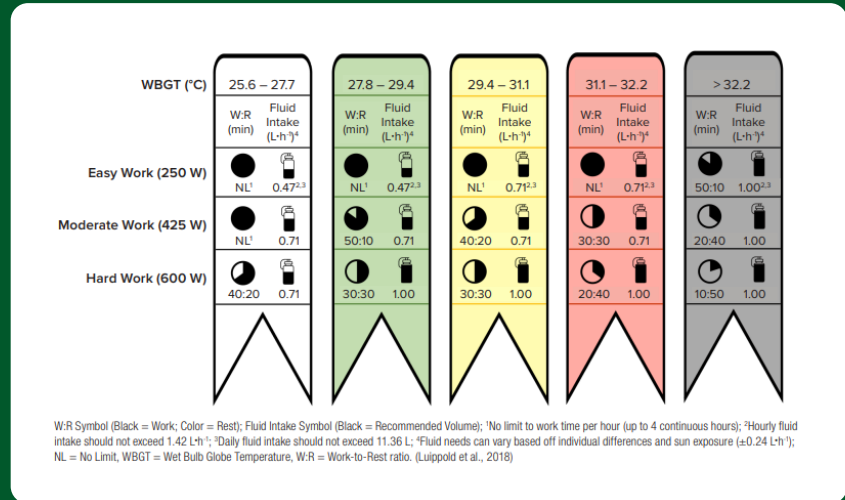 WBGT (°C) 25.6 – 27.7 27.8 – 29.4 29.4 – 31.1 31.1 – 32.2 > 32.2
W:R (min) Fluid Intake (L•h⁻¹)⁴ W:R (min) Fluid Intake (L•h⁻¹)⁴ W:R (min) Fluid Intake (L•h⁻¹)⁴ W:R (min) Fluid Intake (L•h⁻¹)⁴ W:R (min) Fluid Intake (L•h⁻¹)⁴
Easy Work (250 W)
NL¹ 0.47²,³ NL¹ 0.47²,³ NL¹ 0.71²,³ NL¹ 0.71²,³ 50:10 1.00²,³
Moderate Work (425 W)
NL¹ 0.71 50:10 0.71 40:20 0.71 30:30 0.71 20:40 1.00
Hard Work (600 W)
40:20 0.71 30:30 1.00 30:30 1.00 20:40 1.00 10:50 1.00
W:R Symbol (Black = Work; Color = Rest); Fluid Intake Symbol (Black = Recommended Volume); ¹No limit to work time per hour (up to 4 continuous hours); ²Hourly fluid
intake should not exceed 1.42 L•h⁻¹; ³Daily fluid intake should not exceed 11.36 L; ⁴Fluid needs can vary based off individual differences and sun exposure (±0.24 L•h⁻¹);
NL = No Limit, WBGT = Wet Bulb Globe Temperature, W:R = Work-to-Rest ratio. (Luippold et al., 2018)